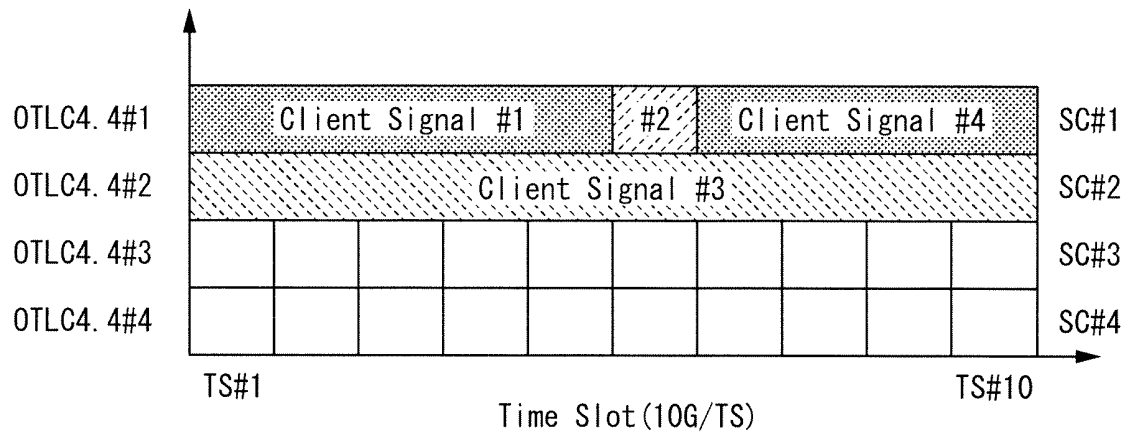 OTLC4.4#1 Client Signal #1 #2 Client Signal #4 SC#1
OTLC4.4#2 Client Signal #3 SC#2
OTLC4.4#3 SC#3
OTLC4.4#4 SC#4
TS#1 TS#10
Time Slot(10G/TS)